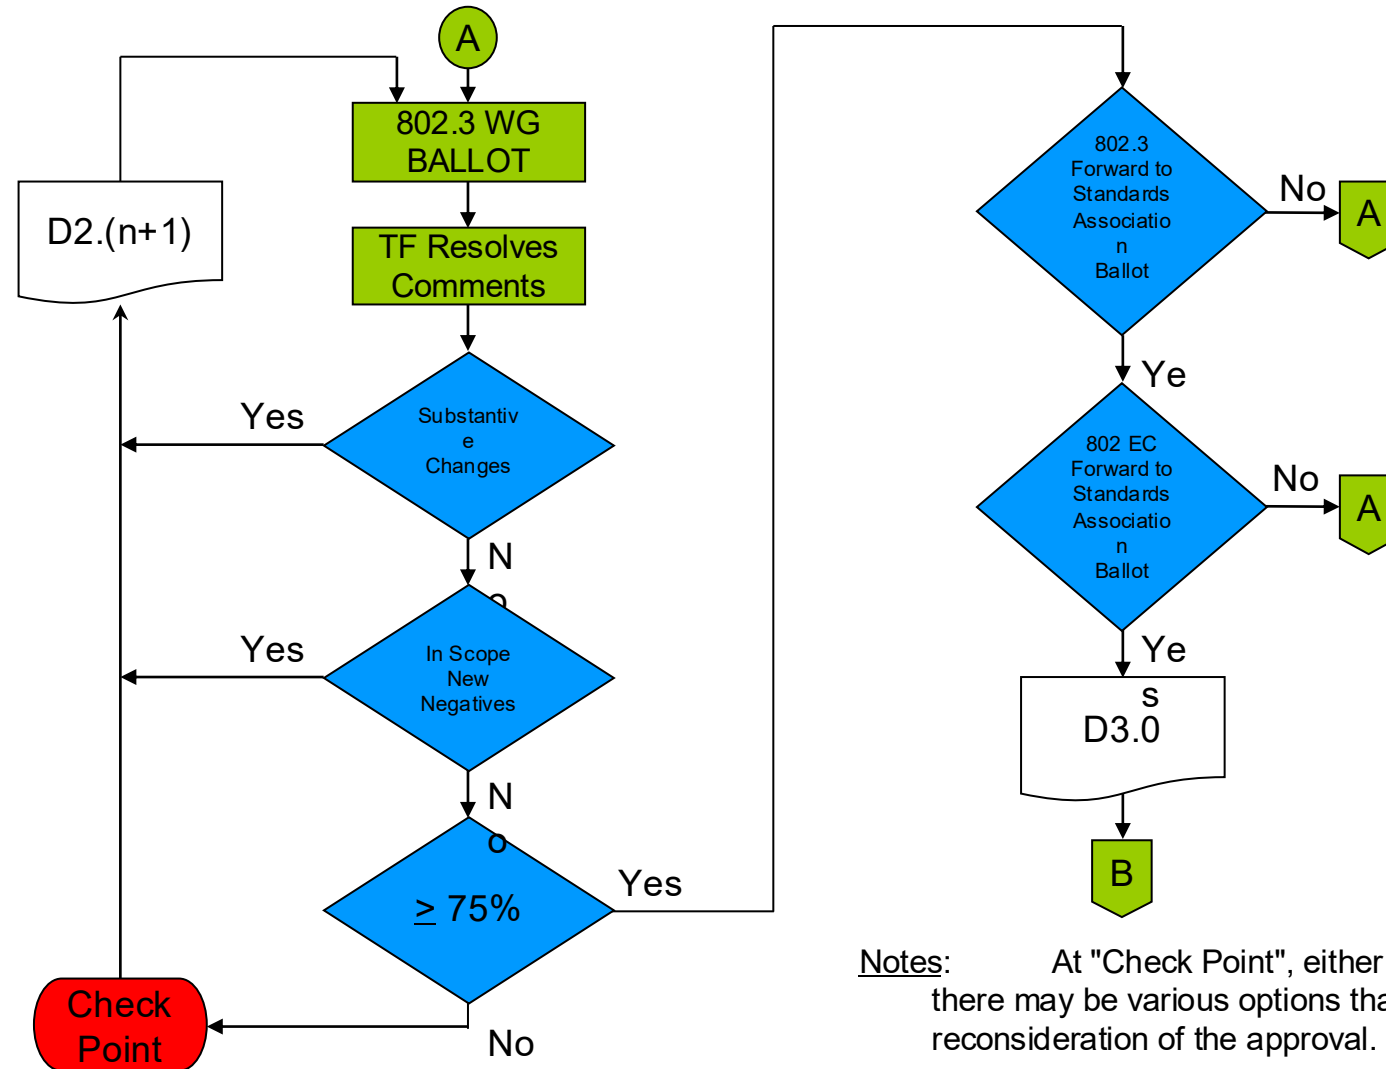 A
802.3 WG
BALLOT
D2.(n+1)
TF Resolves
Comments
Yes
Substantiv
e
Changes
N
o
Yes
In Scope
New
Negatives
N
o
≥ 75%
Yes
No
Check
Point
802.3
Forward to
Standards
Associatio
n
Ballot
No
A
Ye
802 EC
Forward to
Standards
Associatio
n
Ballot
No
A
Ye
s
D3.0
B
Notes: At "Check Point", either
there may be various options
reconsideration of the approval.